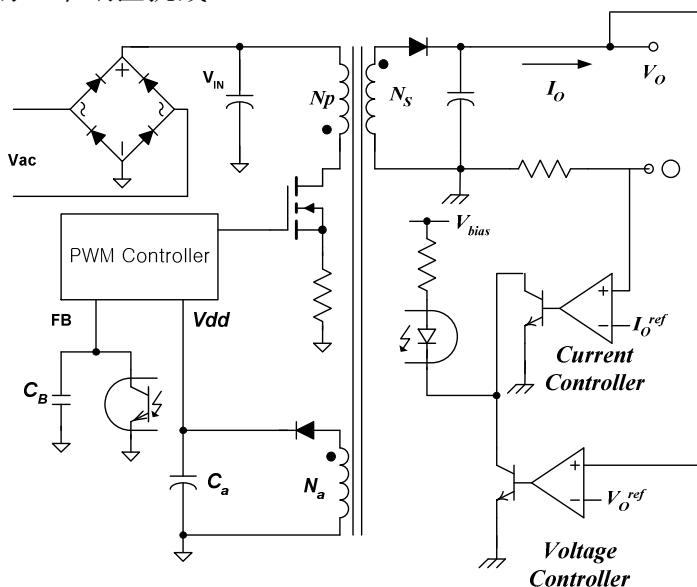 V_IN
Np
N_S
I_O
V_O
Vac
V_bias
PWM Controller
FB
Vdd
I_O^ref
Current
Controller
C_B
C_a
N_a
V_O^ref
Voltage
Controller